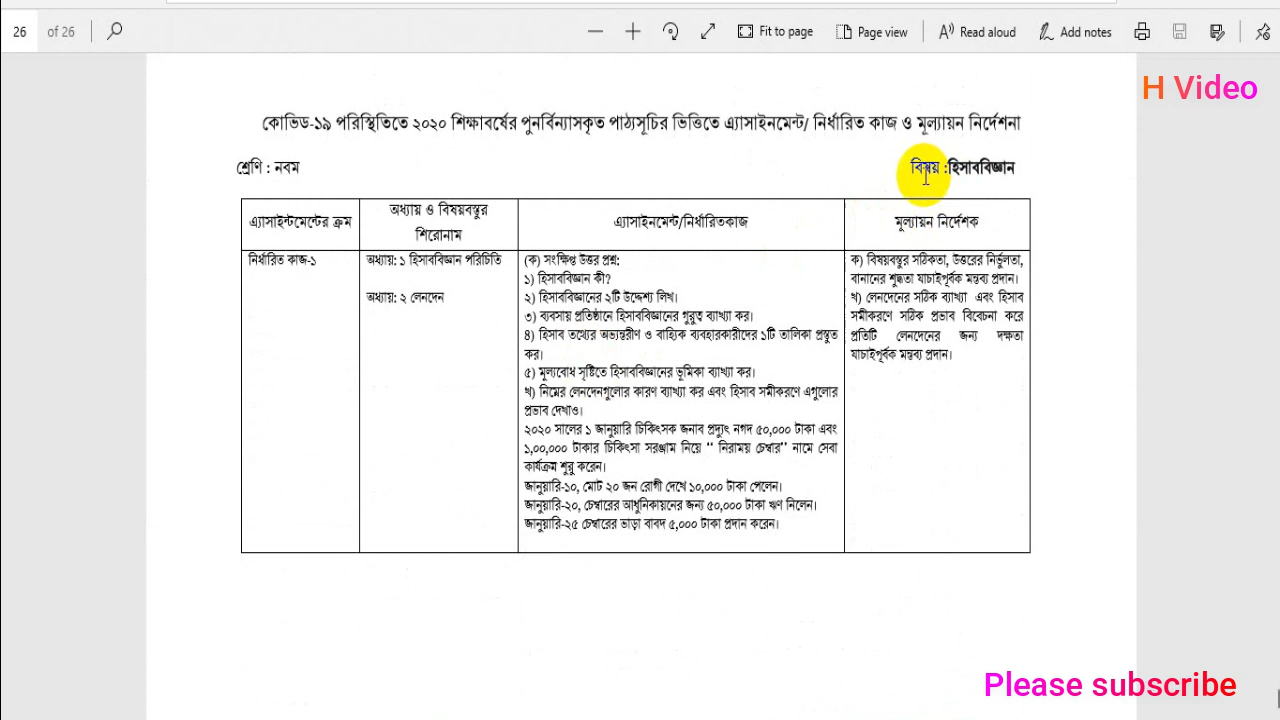 26 of 26 Fit to page Page view Read aloud Add notes
H Video
কোভিড-১৯ পরিস্থিতিতে ২০২০ শিক্ষাবর্ষের পুনর্বিন্যাসকৃত পাঠ্যসূচির ভিত্তিতে এ্যাসাইনমেন্ট/ নির্ধারিত কাজ ও মূল্যায়ন নির্দেশনা
শ্রেণি : নবম
বিষয় :হিসাববিজ্ঞান
এ্যাসাইন্টমেন্টের ক্রম
অধ্যায় ও বিষয়বস্তুর
শিরোনাম
এ্যাসাইনমেন্ট/নির্ধারিতকাজ
মূল্যায়ন নির্দেশক
নির্ধারিত কাজ-১
অধ্যায়: ১ হিসাববিজ্ঞান পরিচিতি
অধ্যায়: ২ লেনদেন
(ক) সংক্ষিপ্ত উত্তর প্রশ্ন:
১) হিসাববিজ্ঞান কী?
২) হিসাববিজ্ঞানের ২টি উদ্দেশ্য লিখ।
৩) ব্যবসায় প্রতিষ্ঠানে হিসাববিজ্ঞানের গুরুত্ব ব্যাখ্যা কর।
৪) হিসাব তথ্যের অভ্যন্তরীণ ও বাহ্যিক ব্যবহারকারীদের ১টি তালিকা প্রস্তুত
কর।
৫) মূল্যবোধ সৃষ্টিতে হিসাববিজ্ঞানের ভূমিকা ব্যাখ্যা কর।
খ) নিম্নের লেনদেনগুলোর কারণ ব্যাখ্যা কর এবং হিসাব সমীকরণে এগুলোর
প্রভাব দেখাও।
২০২০ সালের ১ জানুয়ারি চিকিৎসক জনাব প্রদ্যুৎ নগদ ৫০,০০০ টাকা এবং
১,০০,০০০ টাকার চিকিৎসা সরঞ্জাম নিয়ে “ নিরাময় চেম্বার” নামে সেবা
কার্যক্রম শুরু করেন।
জানুয়ারি-১০, মোট ২০ জন রোগী দেখে ১০,০০০ টাকা পেলেন।
জানুয়ারি-২০, চেম্বারের আধুনিকায়নের জন্য ৫০,০০০ টাকা ঋণ নিলেন।
জানুয়ারি-২৫ চেম্বারের ভাড়া বাবদ ৫,০০০ টাকা প্রদান করেন।
ক) বিষয়বস্তুর সঠিকতা, উত্তরের নির্ভুলতা,
বানানের শুদ্ধতা যাচাইপূর্বক মন্তব্য প্রদান।
খ) লেনদেনের সঠিক ব্যাখ্যা এবং হিসাব
সমীকরণে সঠিক প্রভাব বিবেচনা করে
প্রতিটি লেনদেনের জন্য দক্ষতা
যাচাইপূর্বক মন্তব্য প্রদান।
Please subscribe